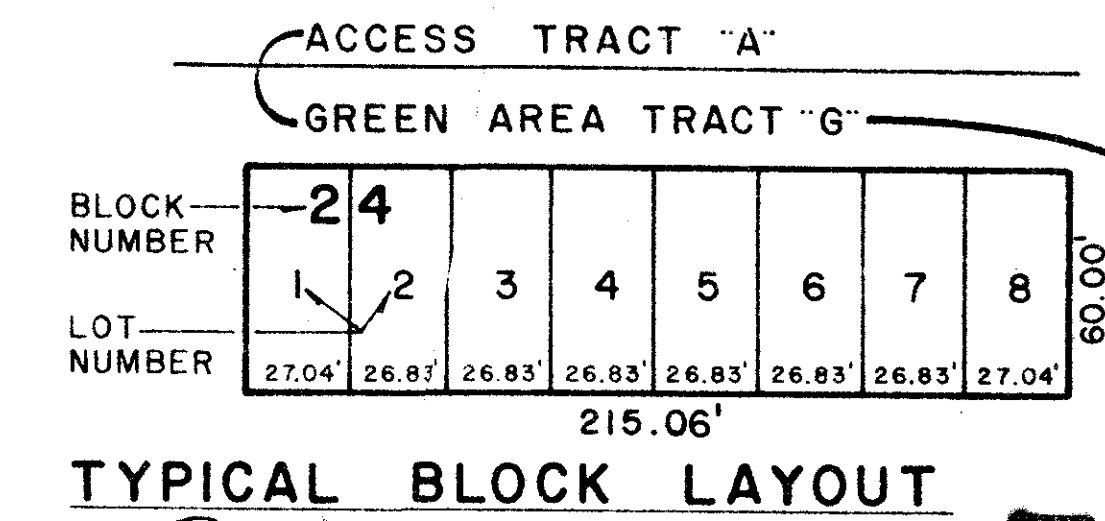 ACCESS TRACT "A"
GREEN AREA TRACT "G"
BLOCK NUMBER
24
1 2 3 4 5 6 7 8
LOT NUMBER
27.04' 26.83' 26.83' 26.83' 26.83' 26.83' 26.83' 27.04'
60.00'
215.06'
TYPICAL BLOCK LAYOUT